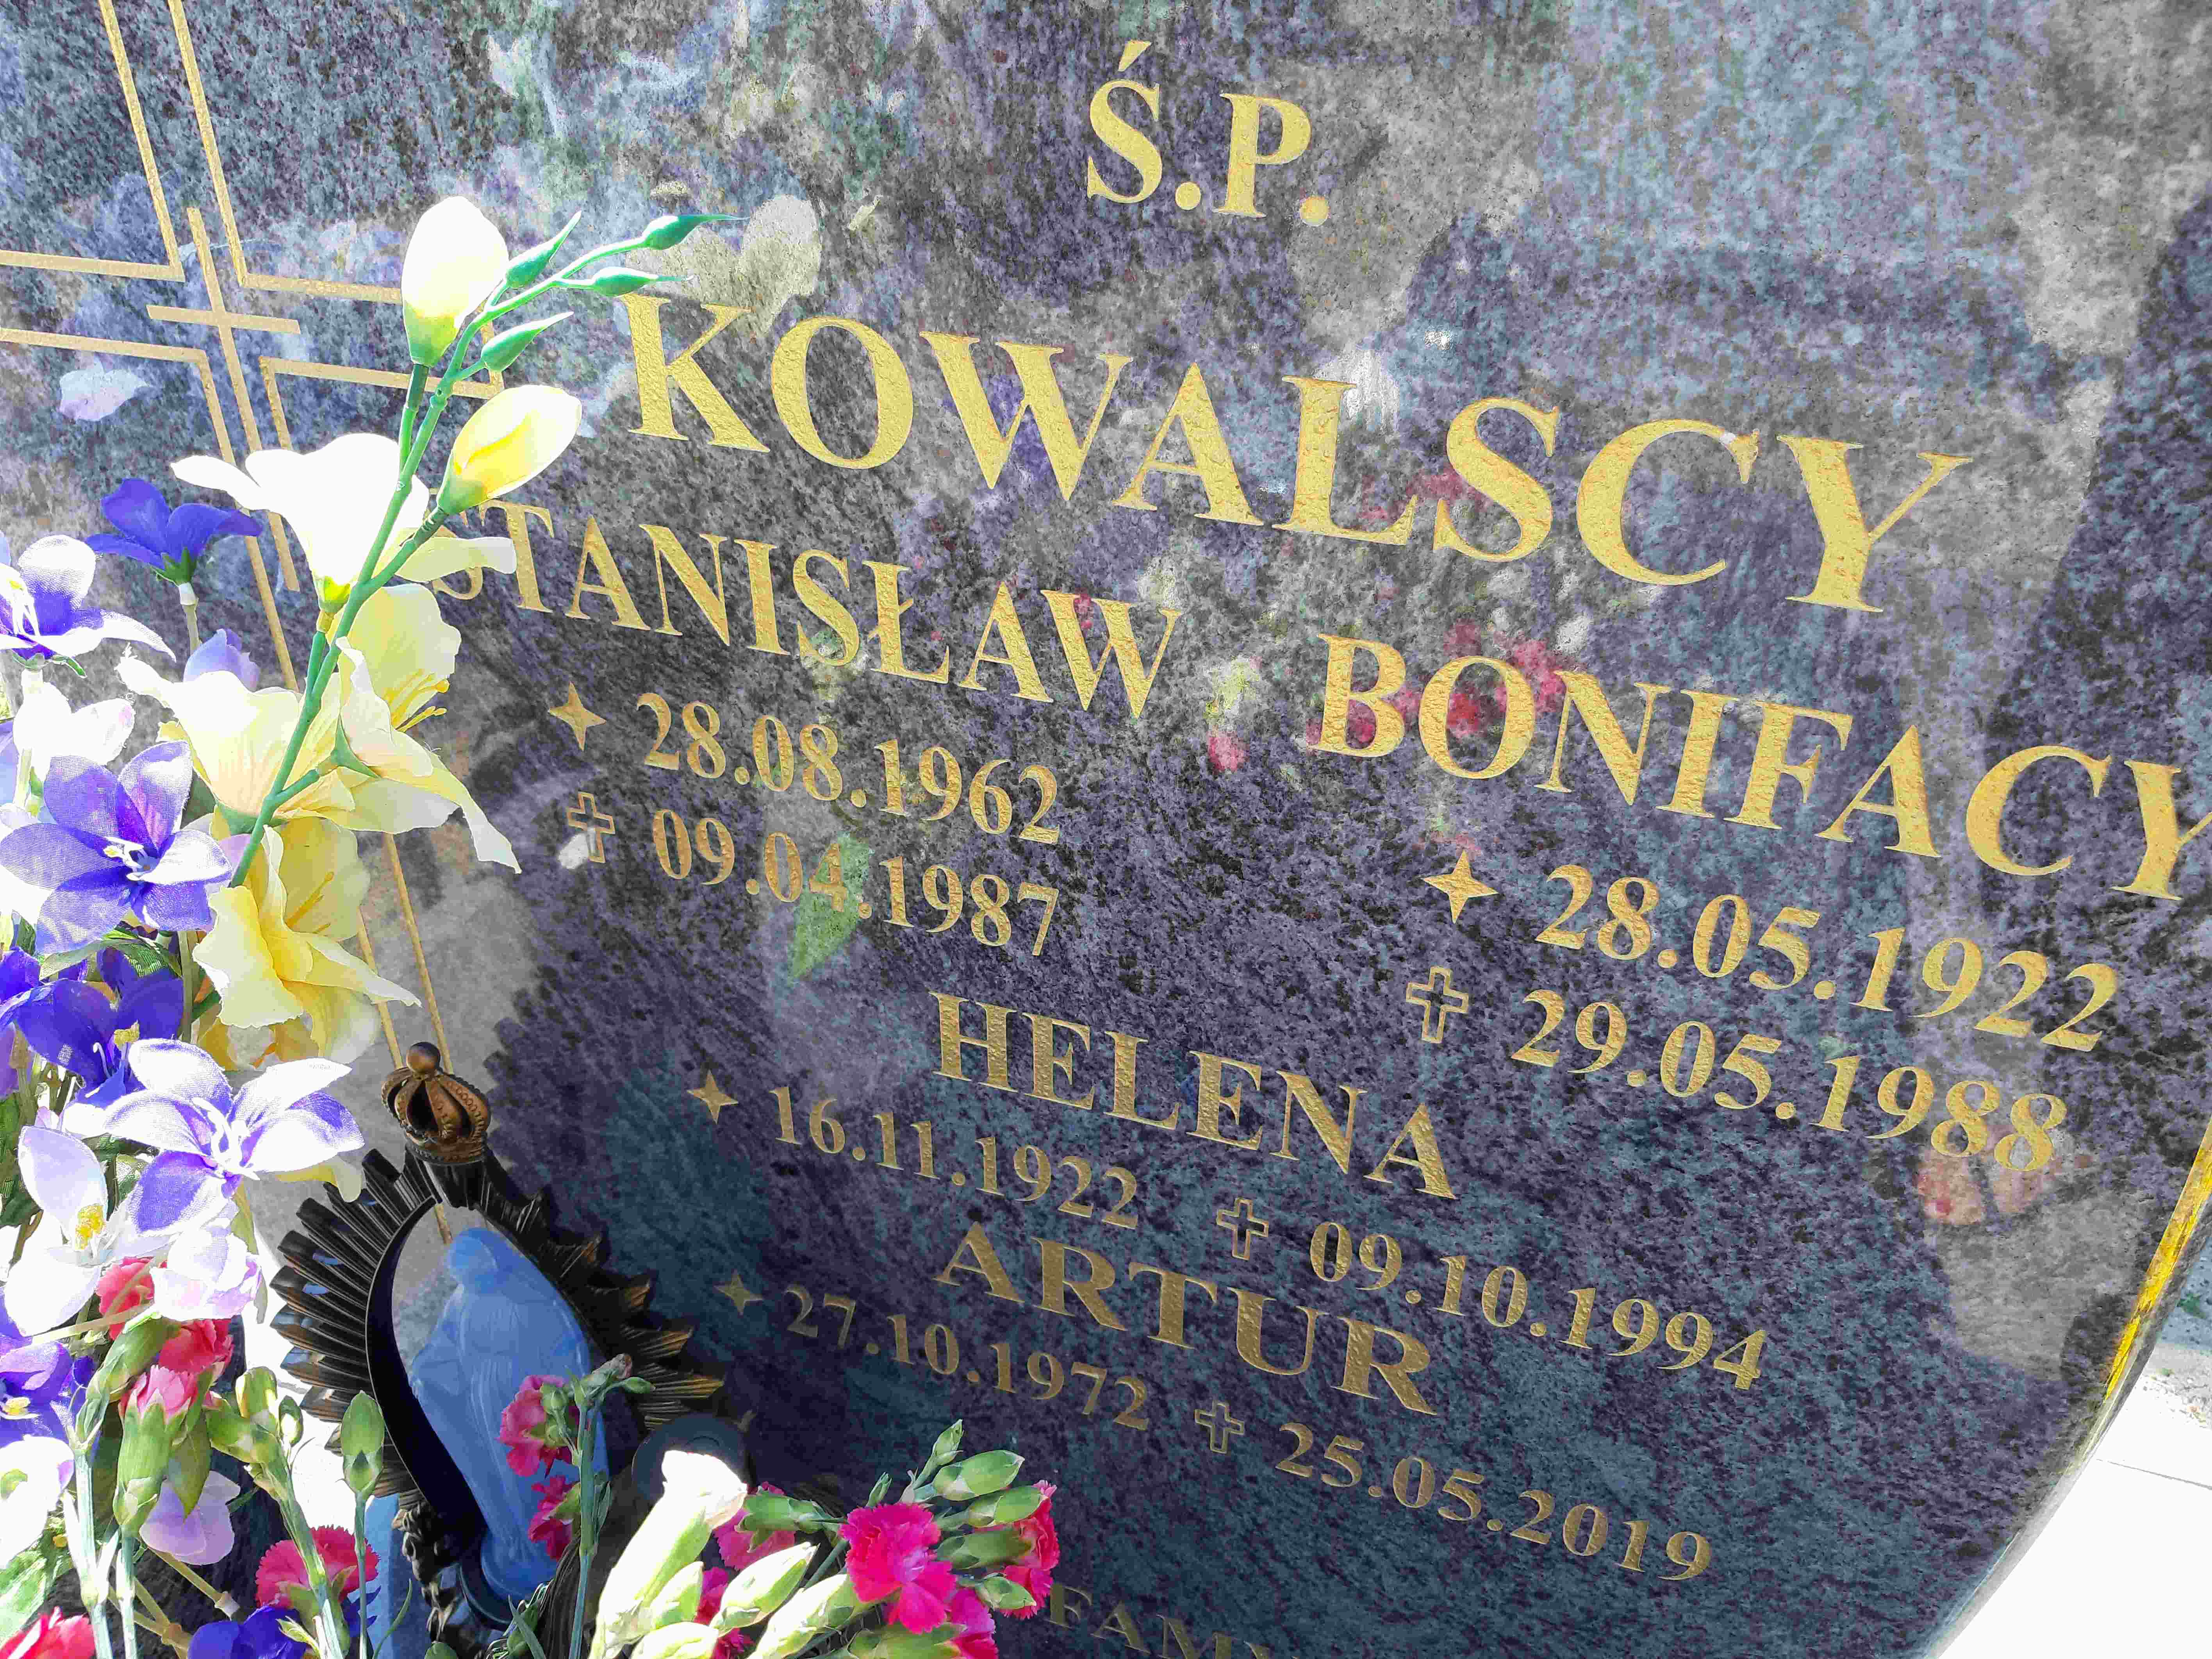 Ś.P.
KOWALSCY
STANISŁAW BONIFACY
28.08.1962 28.05.1922
09.04.1987 29.05.1988
HELENA
16.11.1922 09.10.1994
ARTUR
27.10.1972 25.05.2019